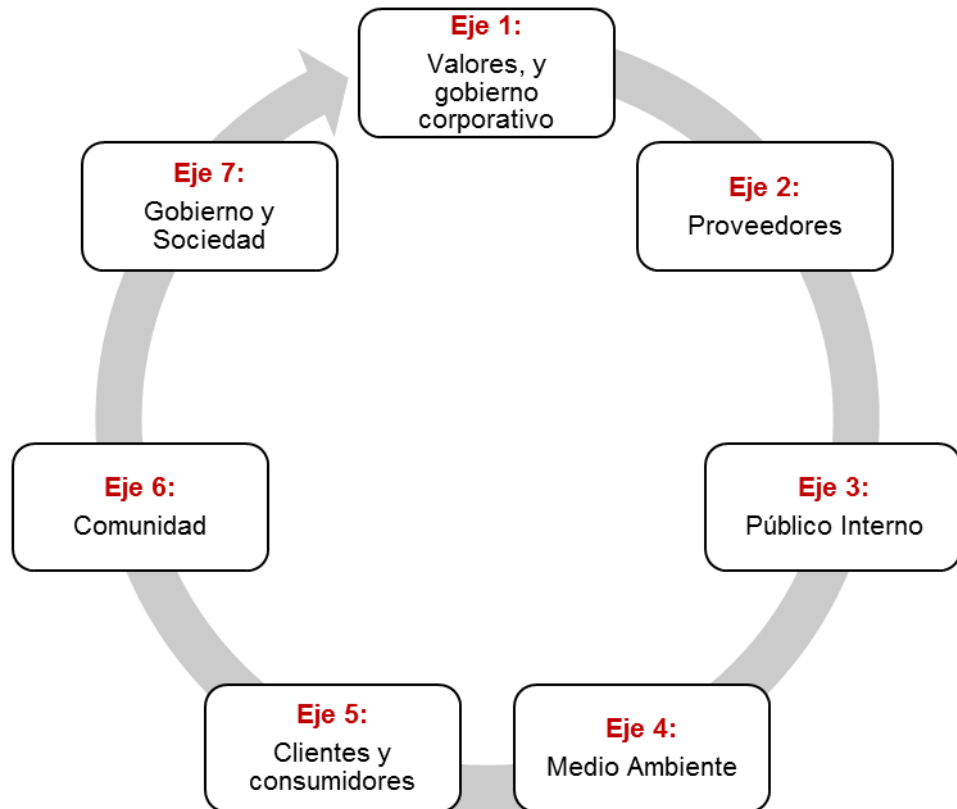 Eje 1:
Valores, y
gobierno
corporativo
Eje 2:
Proveedores
Eje 3:
Público Interno
Eje 4:
Medio Ambiente
Eje 5:
Clientes y
consumidores
Eje 6:
Comunidad
Eje 7:
Gobierno y
Sociedad